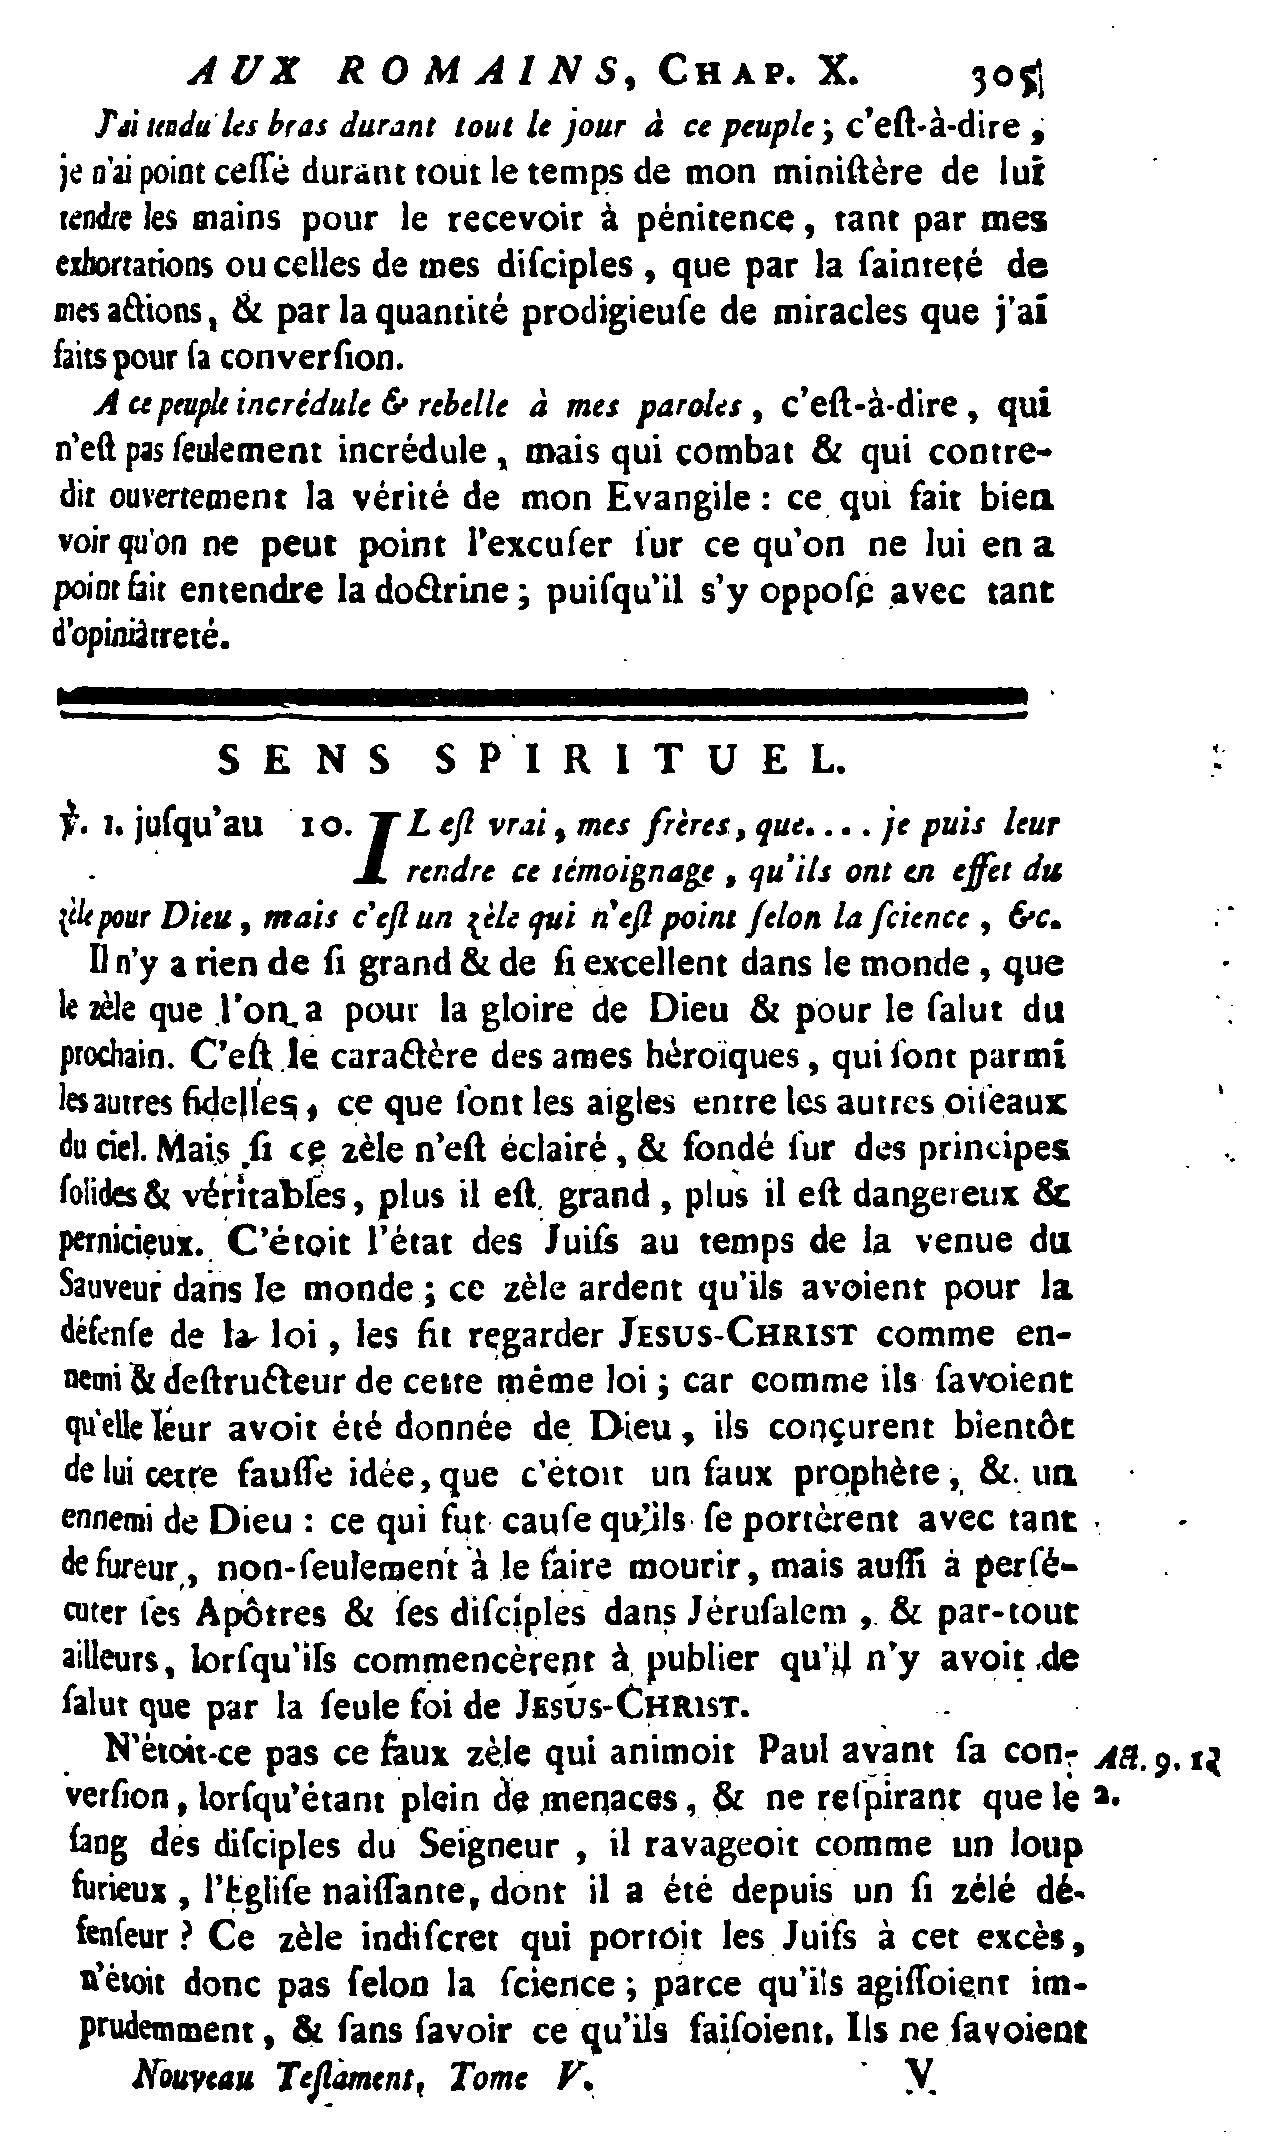 AUX ROMAINS, CHAP. X. 305
J'ai tendu les bras durant tout le jour à ce peuple ; c'eſt-à-dire ,
je n'ai point ceſſé durant tout le temps de mon miniſtère de lui
tendre les mains pour le recevoir à pénitence , tant par mes
exhortations ou celles de mes diſciples , que par la ſainteté de
mes actions, & par la quantité prodigieuſe de miracles que j'ai
faits pour ſa converſion.
A ce peuple incrédule & rebelle à mes paroles , c'eſt-à-dire , qui
n'eſt pas ſeulement incrédule , mais qui combat & qui contre-
dit ouvertement la vérité de mon Evangile : ce qui fait bien
voir qu'on ne peut point l'excuſer ſur ce qu'on ne lui en a
point fait entendre la doctrine ; puiſqu'il s'y oppoſe avec tant
d'opiniâtreté.
SENS SPIRITUEL.
℣. 1. juſqu'au 10. IL eſt vrai , mes frères, que.... je puis leur
rendre ce témoignage , qu'ils ont en effet du
zèle pour Dieu , mais c'eſt un zèle qui n'eſt point ſelon la ſcience , &c.
Il n'y a rien de ſi grand & de ſi excellent dans le monde , que
le zèle que l'on a pour la gloire de Dieu & pour le ſalut du
prochain. C'eſt le caractère des ames héroïques , qui ſont parmi
les autres fidelles, ce que ſont les aigles entre les autres oiſeaux
du ciel. Mais ſi ce zèle n'eſt éclairé , & fondé ſur des principes
ſolides & véritables, plus il eſt grand , plus il eſt dangereux &
pernicieux. C'étoit l'état des Juifs au temps de la venue du
Sauveur dans le monde ; ce zèle ardent qu'ils avoient pour la
défenſe de la loi , les fit regarder JESUS-CHRIST comme en-
nemi & deſtructeur de cette même loi ; car comme ils ſavoient
qu'elle leur avoit été donnée de Dieu , ils conçurent bientôt
de lui cette fauſſe idée, que c'étoit un faux prophète, & un
ennemi de Dieu : ce qui fut cauſe qu'ils ſe portèrent avec tant
de fureur, non-ſeulement à le faire mourir, mais auſſi à perſé-
cuter ſes Apôtres & ſes diſciples dans Jéruſalem , & par-tout
ailleurs, lorſqu'ils commencèrent à publier qu'il n'y avoit de
ſalut que par la ſeule foi de JESUS-CHRIST.
N'étoit-ce pas ce faux zèle qui animoit Paul avant ſa con- Act. 9. 1.
verſion , lorſqu'étant plein de menaces, & ne reſpirant que le 2.
ſang des diſciples du Seigneur , il ravageoit comme un loup
furieux , l'Egliſe naiſſante, dont il a été depuis un ſi zélé dé-
fenſeur ? Ce zèle indiſcret qui portoit les Juifs à cet excès,
n'étoit donc pas ſelon la ſcience ; parce qu'ils agiſſoient im-
prudemment , & ſans ſavoir ce qu'ils faiſoient. Ils ne ſavoient
Nouveau Teſtament, Tome V. V